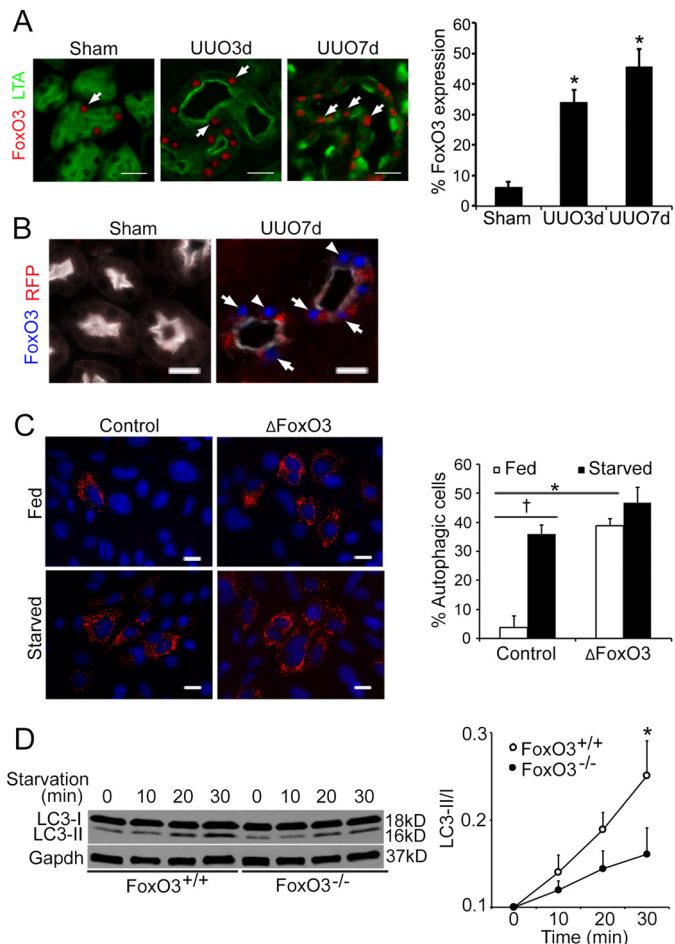 A
Sham UUO3d UUO7d
FoxO3 LTA
% FoxO3 expression
60
50
40
30
20
10
0
* *
Sham UUO3d UUO7d
B
Sham UUO7d
FoxO3 RFP
C
Control ΔFoxO3
Fed
Starved
% Autophagic cells
60
50
40
30
20
10
0
Fed Starved
*
†
Control ΔFoxO3
D
Starvation
(min) 0 10 20 30 0 10 20 30
LC3-I 18kD
LC3-II 16kD
Gapdh 37kD
FoxO3+/+ FoxO3-/-
LC3-II/I
0.3
0.2
0.1
FoxO3+/+
FoxO3-/-
*
0 10 20 30
Time (min)